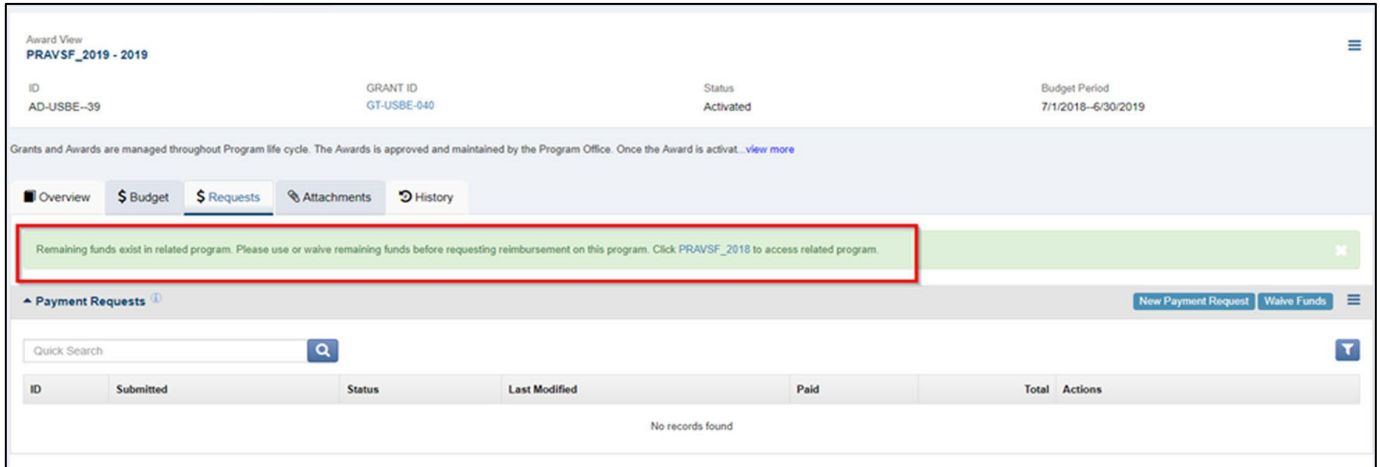 Award View
PRAVSF_2019 - 2019
ID GRANT ID Status Budget Period
AD-USBE--39 GT-USBE-040 Activated 7/1/2018--6/30/2019
Grants and Awards are managed throughout Program life cycle. The Awards is approved and maintained by the Program Office. Once the Award is activat...view more
Overview $ Budget $ Requests Attachments History
Remaining funds exist in related program. Please use or waive remaining funds before requesting reimbursement on this program. Click PRAVSF_2018 to access related program.
Payment Requests New Payment Request Waive Funds
Quick Search
ID Submitted Status Last Modified Paid Total Actions
No records found